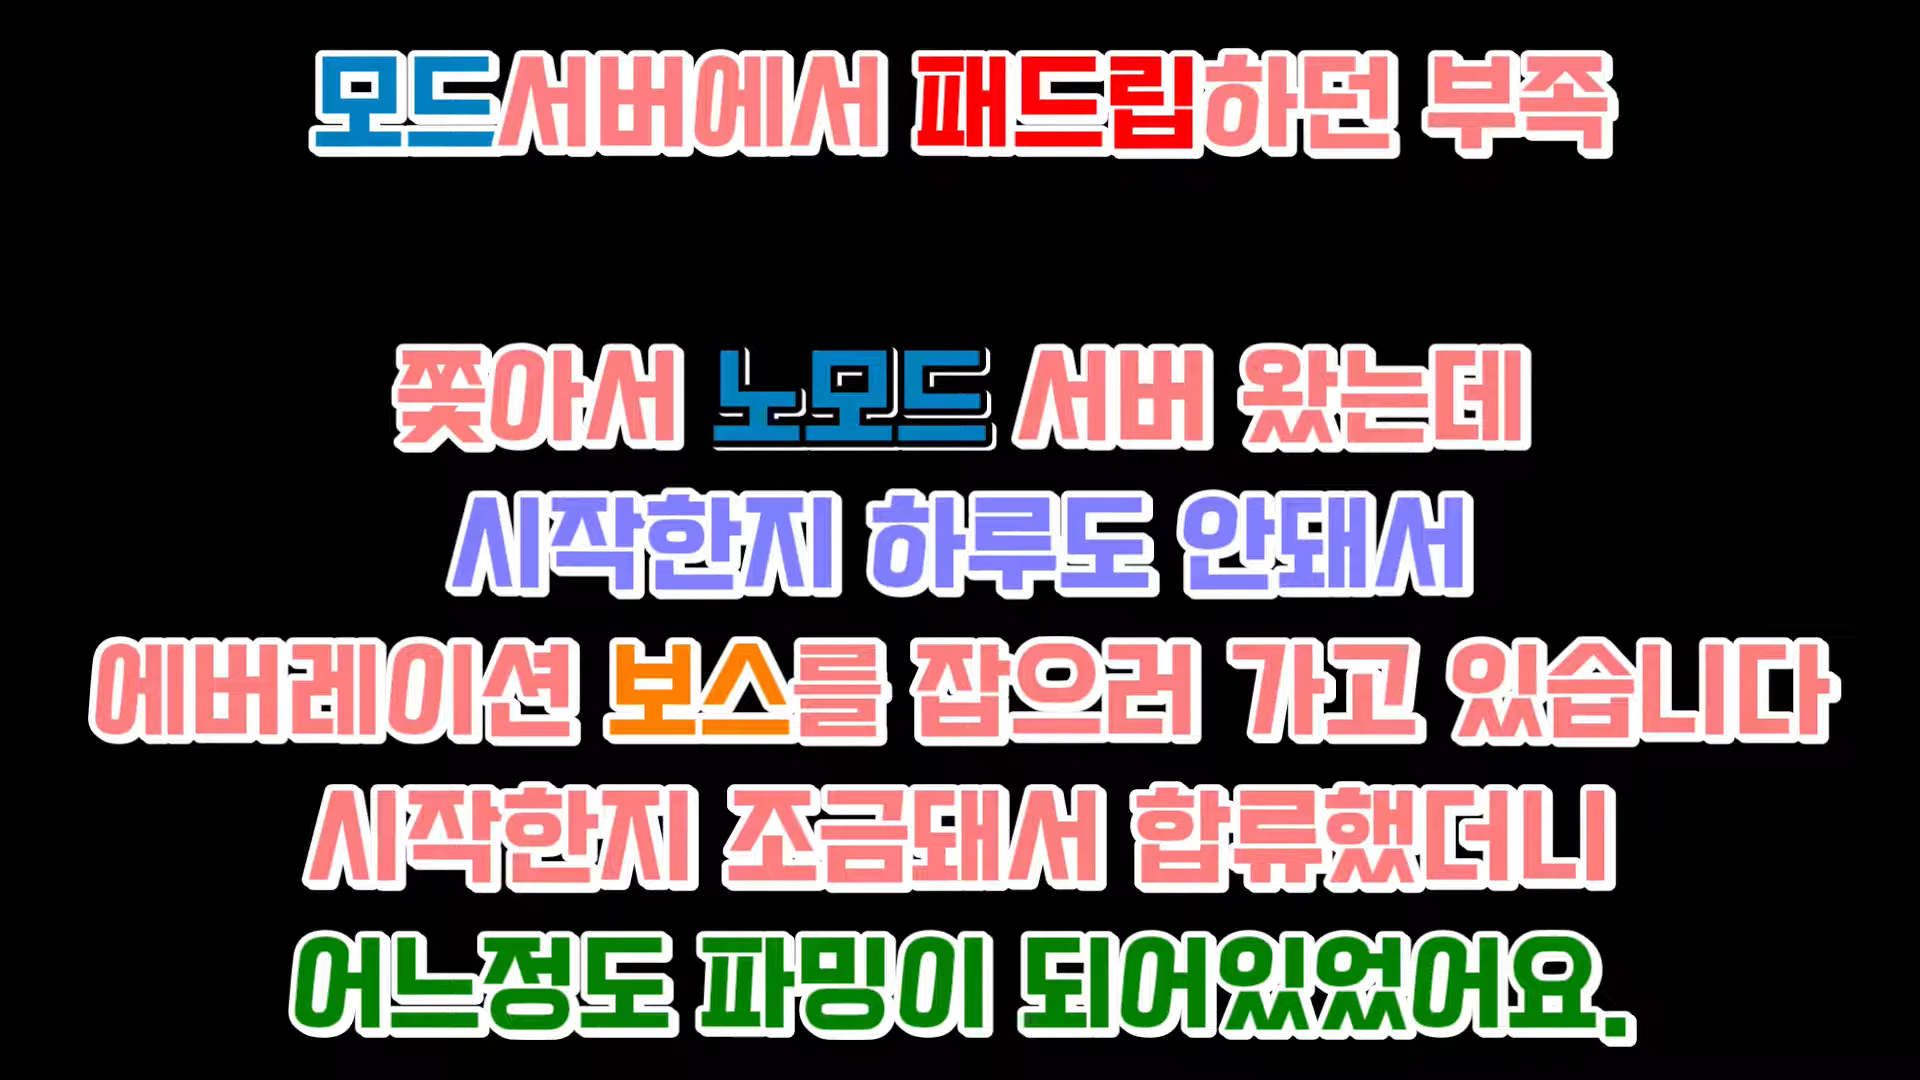 모드서버에서 패드립하던 부족
쫓아서 노모드 서버 왔는데
시작한지 하루도 안돼서
에버레이션 보스를 잡으러 가고 있습니다
시작한지 조금돼서 합류했더니
어느정도 파밍이 되어있었어요.